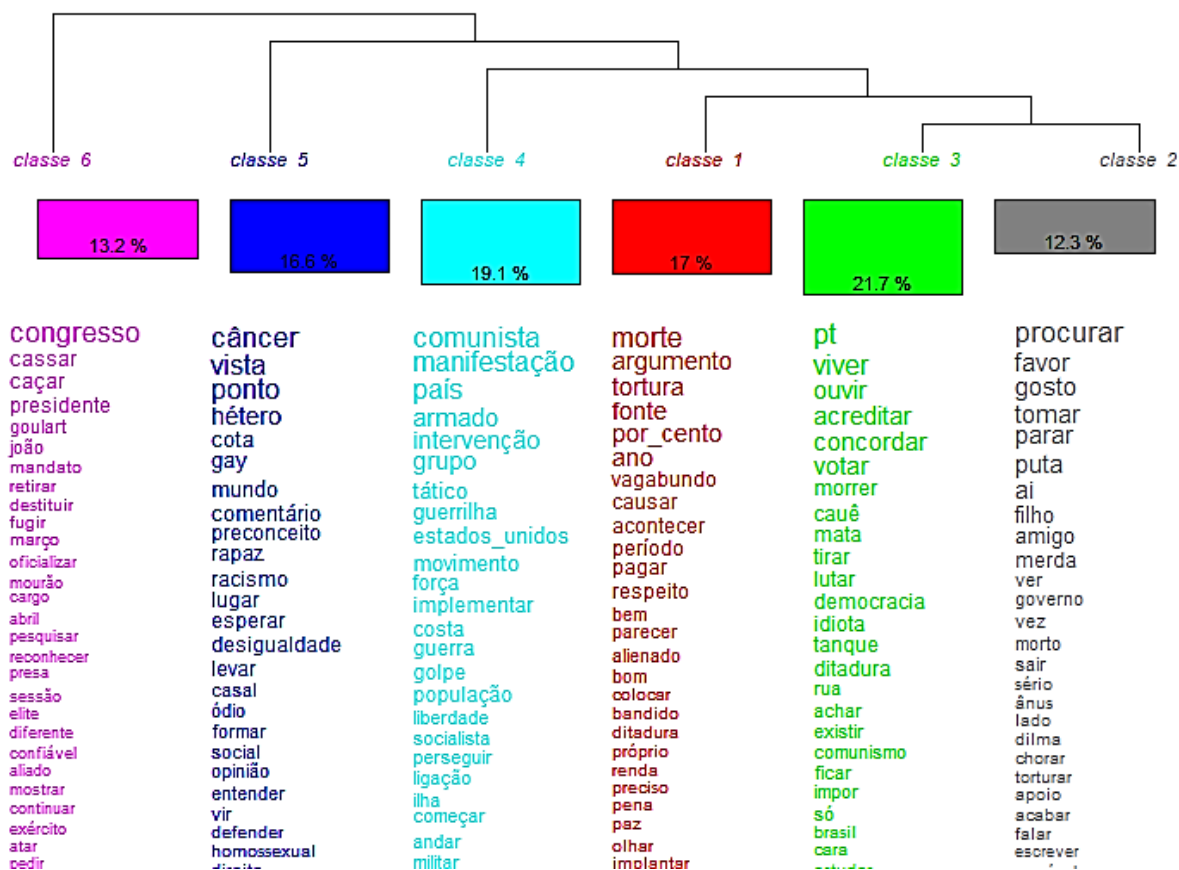 classe 6
classe 5
classe 4
classe 1
classe 3
classe 2
13.2 %
16.6 %
19.1 %
17 %
21.7 %
12.3 %
congresso
cassar
caçar
presidente
goulart
joão
mandato
retirar
destituir
fugir
março
oficializar
mourão
cargo
abril
pesquisar
reconhecer
presa
sessão
elite
diferente
confiável
aliado
mostrar
continuar
exército
atar
pedir
câncer
vista
ponto
hétero
cota
gay
mundo
comentário
preconceito
rapaz
racismo
lugar
esperar
desigualdade
levar
casal
ódio
formar
social
opinião
entender
vir
defender
homossexual
comunista
manifestação
país
armado
intervenção
grupo
tático
guerrilha
estados_unidos
movimento
força
implementar
costa
guerra
golpe
população
liberdade
socialista
perseguir
ligação
ilha
começar
andar
militar
morte
argumento
tortura
fonte
por_cento
ano
vagabundo
causar
acontecer
período
pagar
respeito
bem
parecer
alienado
bom
colocar
bandido
ditadura
próprio
renda
preciso
pena
paz
olhar
implantar
pt
viver
ouvir
acreditar
concordar
votar
morrer
cauê
mata
tirar
lutar
democracia
idiota
tanque
ditadura
rua
achar
existir
comunismo
ficar
impor
só
brasil
cara
procurar
favor
gosto
tomar
parar
puta
ai
filho
amigo
merda
ver
governo
vez
morto
sair
sério
ânus
lado
dilma
chorar
torturar
apoio
acabar
falar
escrever